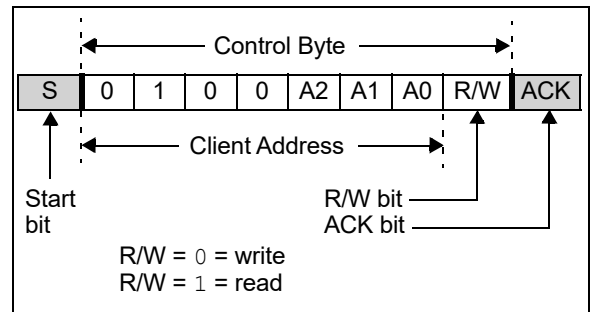 Control Byte
S 0 1 0 0 A2 A1 A0 R/W ACK
Client Address
Start
bit
R/W bit
ACK bit
R/W = 0 = write
R/W = 1 = read